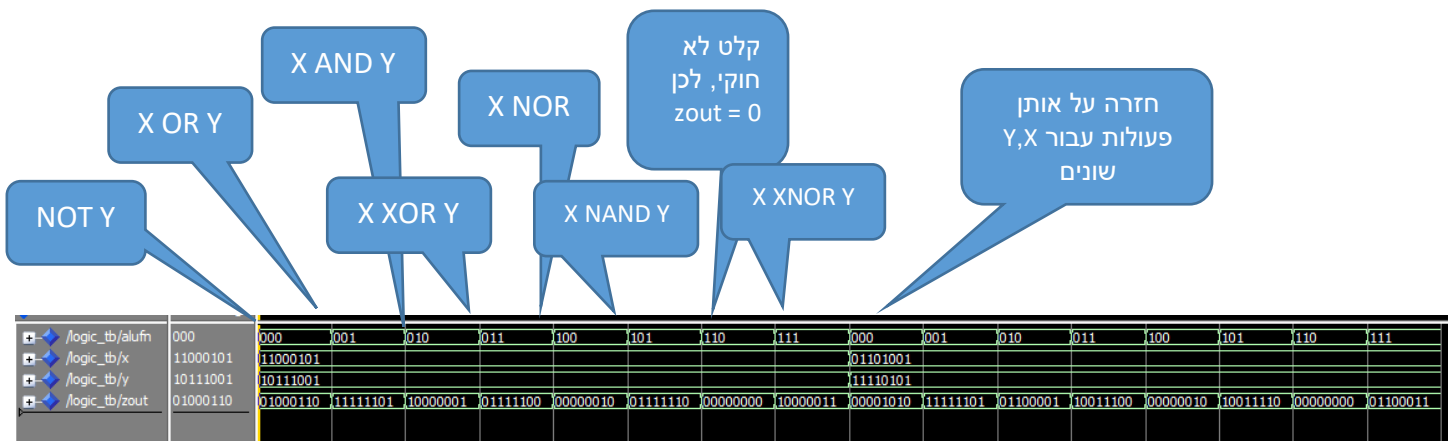 X AND Y
קלט לא
חוקי, לכן
zout = 0
X OR Y
X NOR
חזרה על אותן
פעולות עבור Y,X
שונים
NOT Y
X XOR Y
X NAND Y
X XNOR Y
/logic_tb/alufn 000 000 001 010 011 100 101 110 111 000 001 010 011 100 101 110 111
/logic_tb/x 11000101 11000101 01101001
/logic_tb/y 10111001 10111001 11110101
/logic_tb/zout 01000110 01000110 11111101 10000001 01111100 00000010 01111110 00000000 10000011 00001010 11111101 01100001 10011100 00000010 10011110 00000000 01100011